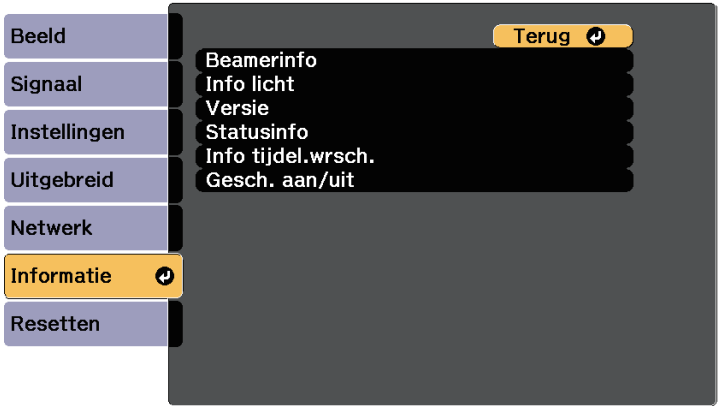 Beeld
Signaal
Instellingen
Uitgebreid
Netwerk
Informatie
Resetten
Terug
Beamerinfo
Info licht
Versie
Statusinfo
Info tijdel.wrsch.
Gesch. aan/uit